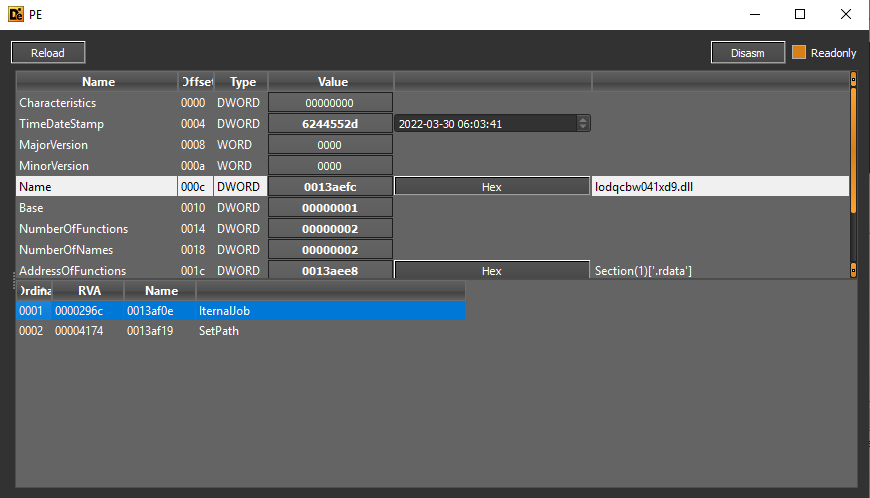 PE
Reload Disasm Readonly
Name Offset Type Value
Characteristics 0000 DWORD 00000000
TimeDateStamp 0004 DWORD 6244552d 2022-03-30 06:03:41
MajorVersion 0008 WORD 0000
MinorVersion 000a WORD 0000
Name 000c DWORD 0013aefc Hex lodqcbw041xd9.dll
Base 0010 DWORD 00000001
NumberOfFunctions 0014 DWORD 00000002
NumberOfNames 0018 DWORD 00000002
AddressOfFunctions 001c DWORD 0013aee8 Hex Section(1)['.rdata']
Ordina RVA Name
0001 0000296c 0013af0e IternalJob
0002 00004174 0013af19 SetPath